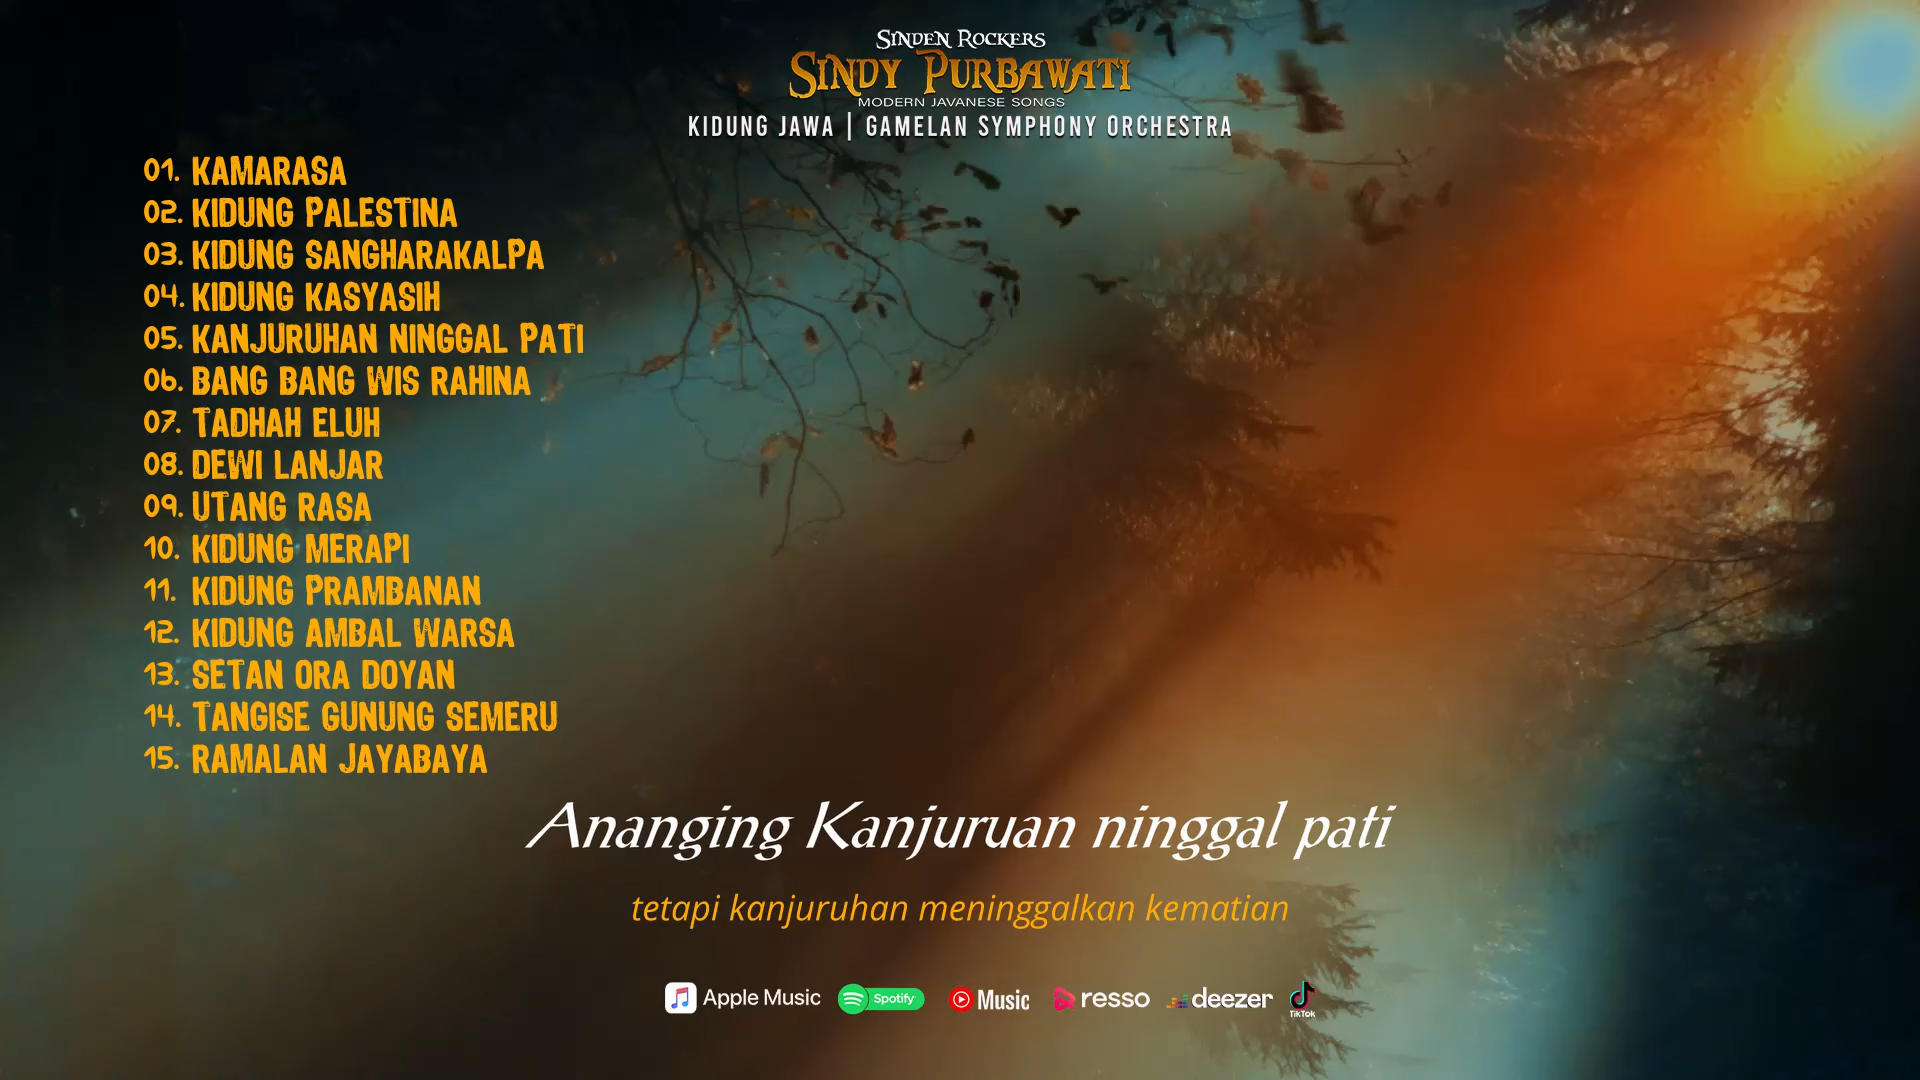 SINDEN ROCKERS
SINDY PURBAWATI
MODERN JAVANESE SONGS
KIDUNG JAWA | GAMELAN SYMPHONY ORCHESTRA
01. KAMARASA
02. KIDUNG PALESTINA
03. KIDUNG SANGHARAKALPA
04. KIDUNG KASYASIH
05. KANJURUHAN NINGGAL PATI
06. BANG BANG WIS RAHINA
07. TADHAH ELUH
08. DEWI LANJAR
09. UTANG RASA
10. KIDUNG MERAPI
11. KIDUNG PRAMBANAN
12. KIDUNG AMBAL WARSA
13. SETAN ORA DOYAN
14. TANGISE GUNUNG SEMERU
15. RAMALAN JAYABAYA
Ananging Kanjuruan ninggal pati
tetapi kanjuruhan meninggalkan kematian
Apple Music Spotify Music resso deezer TikTok